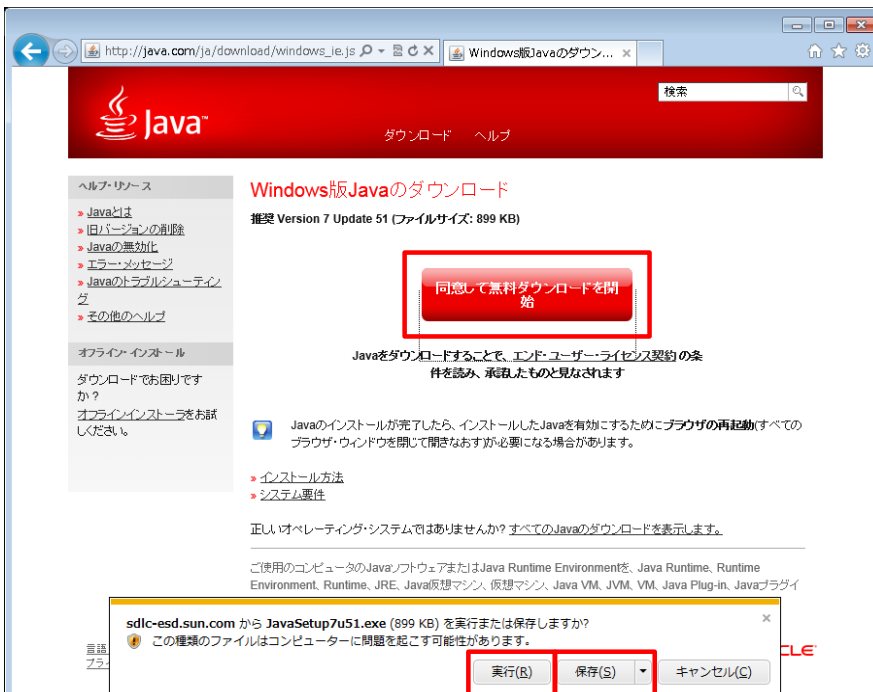 http://java.com/ja/download/windows_ie.js
Windows版Javaのダウン...
Java™
検索
ダウンロード ヘルプ
ヘルプ・リソース
» Javaとは
» 旧バージョンの削除
» Javaの無効化
» エラー・メッセージ
» Javaのトラブルシューティン
グ
» その他のヘルプ
オフライン・インストール
ダウンロードでお困りです
か？
オフラインインストーラをお試
しください。
Windows版Javaのダウンロード
推奨 Version 7 Update 51 (ファイルサイズ: 899 KB)
同意して無料ダウンロードを開
始
Javaをダウンロードすることで、エンド・ユーザー・ライセンス契約 の条
件を読み、承諾したものと見なされます
Javaのインストールが完了したら、インストールしたJavaを有効にするためにブラウザの再起動(すべての
ブラウザ・ウィンドウを閉じて開きなおす)が必要になる場合があります。
» インストール方法
» システム要件
正しいオペレーティング・システムではありませんか? すべてのJavaのダウンロードを表示します。
ご使用のコンピュータのJavaソフトウェアまたはJava Runtime Environmentを、Java Runtime、Runtime
Environment、Runtime、JRE、Java仮想マシン、仮想マシン、Java VM、JVM、VM、Java Plug-in、Javaプラグイ
sdlc-esd.sun.com から JavaSetup7u51.exe (899 KB) を実行または保存しますか?
この種類のファイルはコンピューターに問題を起こす可能性があります。
実行(R) 保存(S) キャンセル(C)
言語
プライ
CLE